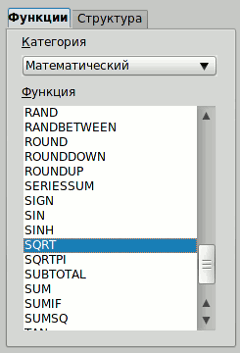 Функции Структура
Категория
Математический
Функция
RAND
RANDBETWEEN
ROUND
ROUNDDOWN
ROUNDUP
SERIESSUM
SIGN
SIN
SINH
SQRT
SQRTPI
SUBTOTAL
SUM
SUMIF
SUMSQ
TAN